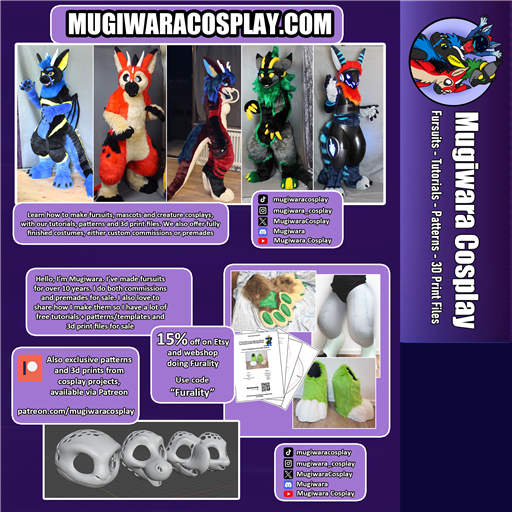 MUGIWARACOSPLAY.COM
Learn how to make fursuits, mascots and creature cosplays,
with our tutorials, patterns and 3d print files. We also offer fully
finished costumes, either custom commissions or premades
mugiwaracosplay
mugiwara_cosplay
MugiwaraCosplay
Mugiwara
Mugiwara Cosplay
Mugiwara Cosplay
Fursuits - Tutorials - Patterns - 3D Print Files
Hello, I'm Mugiwara. I've made fursuits
for over 10 years. I do both commissions
and premades for sale. I also love to
share how I make them so I have a lot of
free tutorials + patterns/templates and
3d print files for sale
15% off on Etsy
and webshop
doing Furality
Use code
"Furality"
Also exclusive patterns
and 3d prints from
cosplay projects,
available via Patreon
patreon.com/mugiwaracosplay
mugiwaracosplay
mugiwara_cosplay
MugiwaraCosplay
Mugiwara
Mugiwara Cosplay